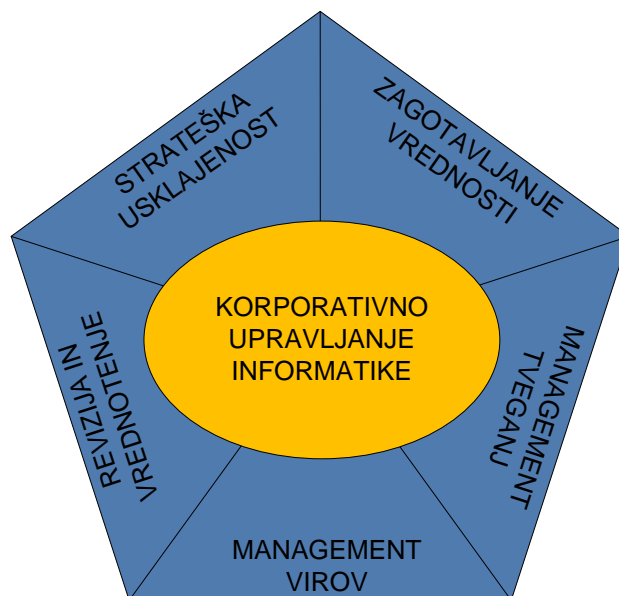 STRATEŠKA
USKLAJENOST
ZAGOTAVLJANJE
VREDNOSTI
KORPORATIVNO
UPRAVLJANJE
INFORMATIKE
REVIZIJA IN
VREDNOTENJE
MANAGEMENT
TVEGANJ
MANAGEMENT
VIROV